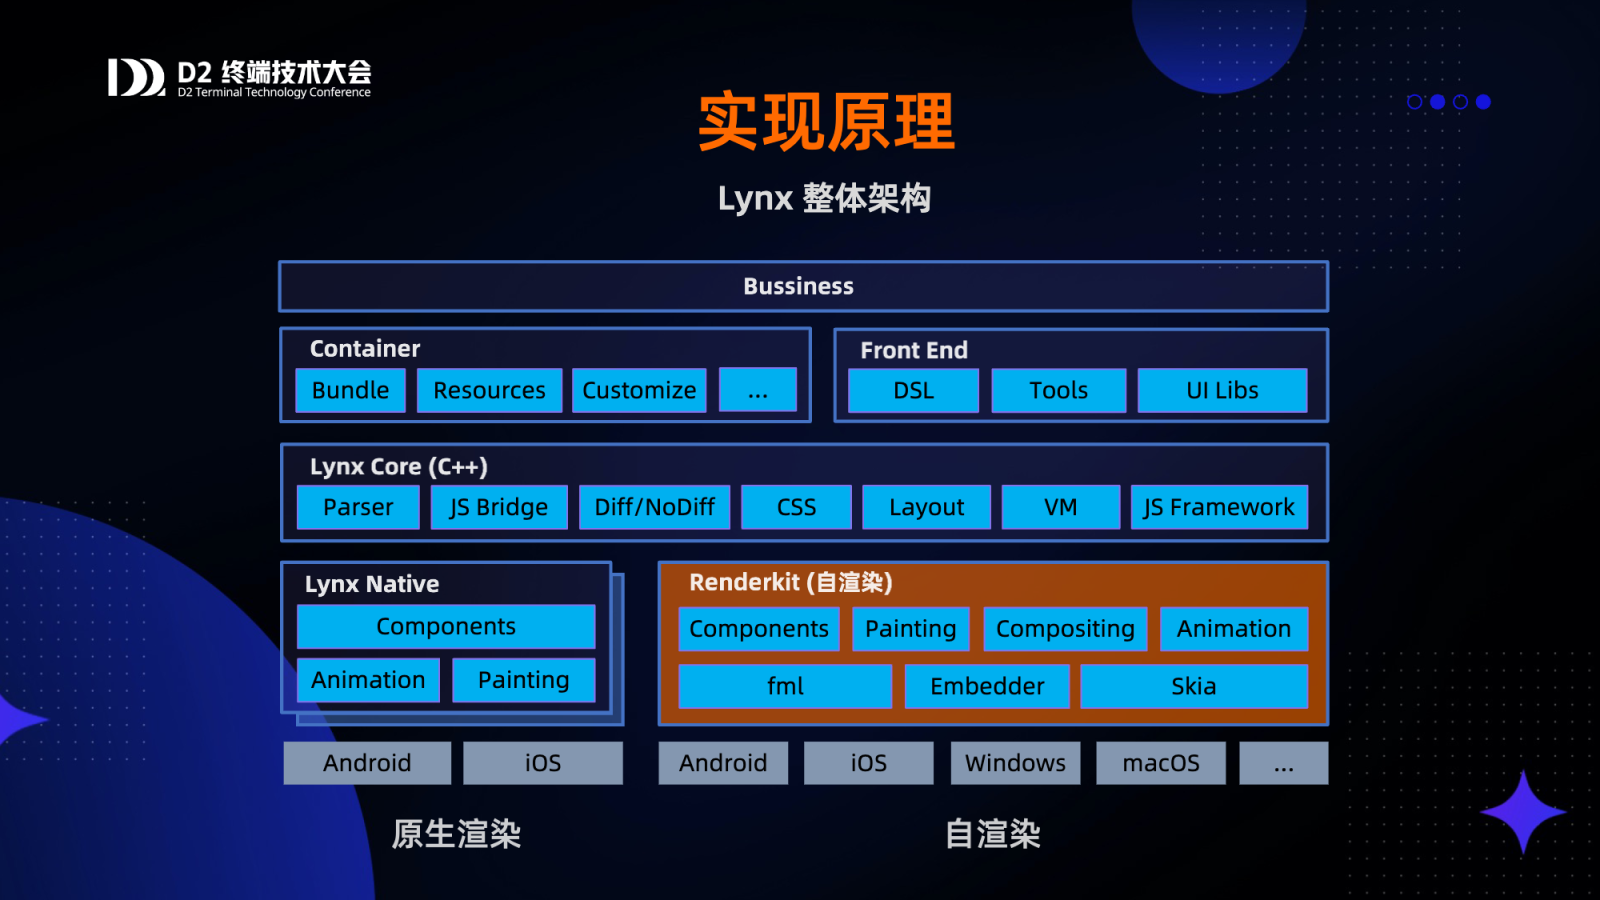 D2 终端技术大会
D2 Terminal Technology Conference
实现原理
Lynx 整体架构
Bussiness
Container
Bundle
Resources
Customize
...
Front End
DSL
Tools
UI Libs
Lynx Core (C++)
Parser
JS Bridge
Diff/NoDiff
CSS
Layout
VM
JS Framework
Lynx Native
Components
Animation
Painting
Renderkit (自渲染)
Components
Painting
Compositing
Animation
fml
Embedder
Skia
Android
iOS
Android
iOS
Windows
macOS
...
原生渲染
自渲染